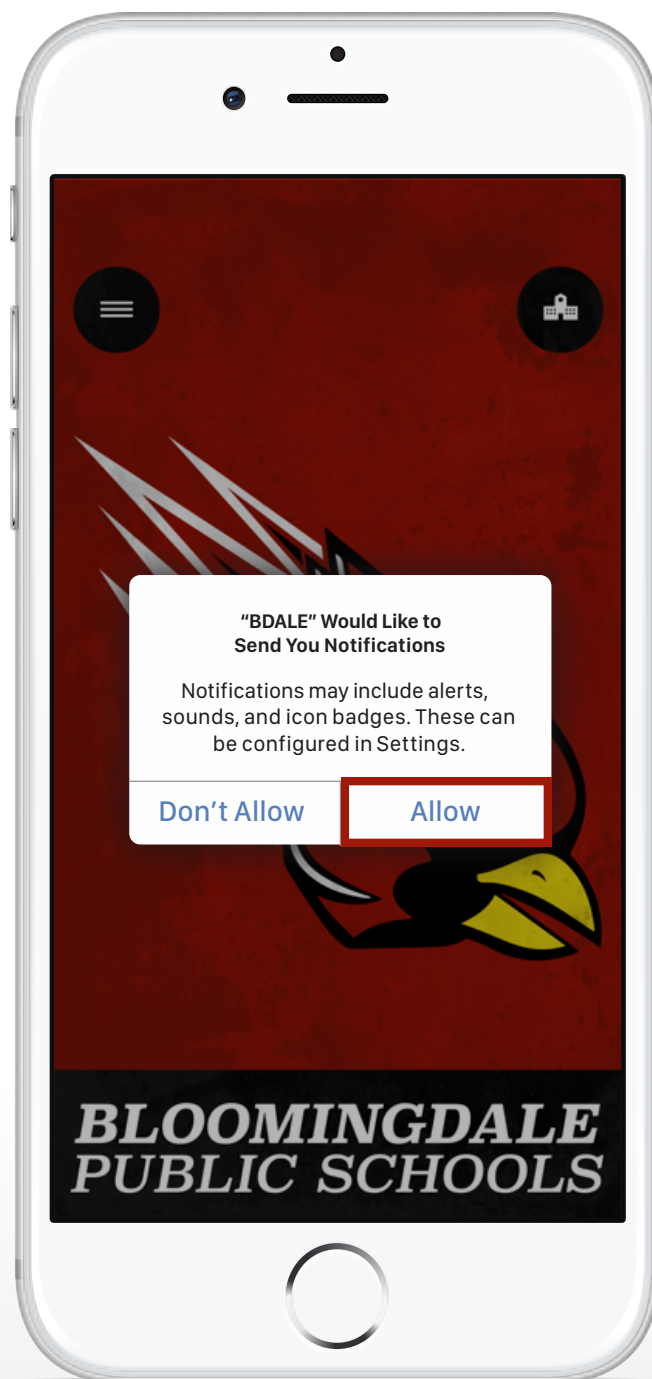 “BDALE” Would Like to
Send You Notifications
Notifications may include alerts,
sounds, and icon badges. These can
be configured in Settings.
Don’t Allow
Allow
BLOOMINGDALE
PUBLIC SCHOOLS